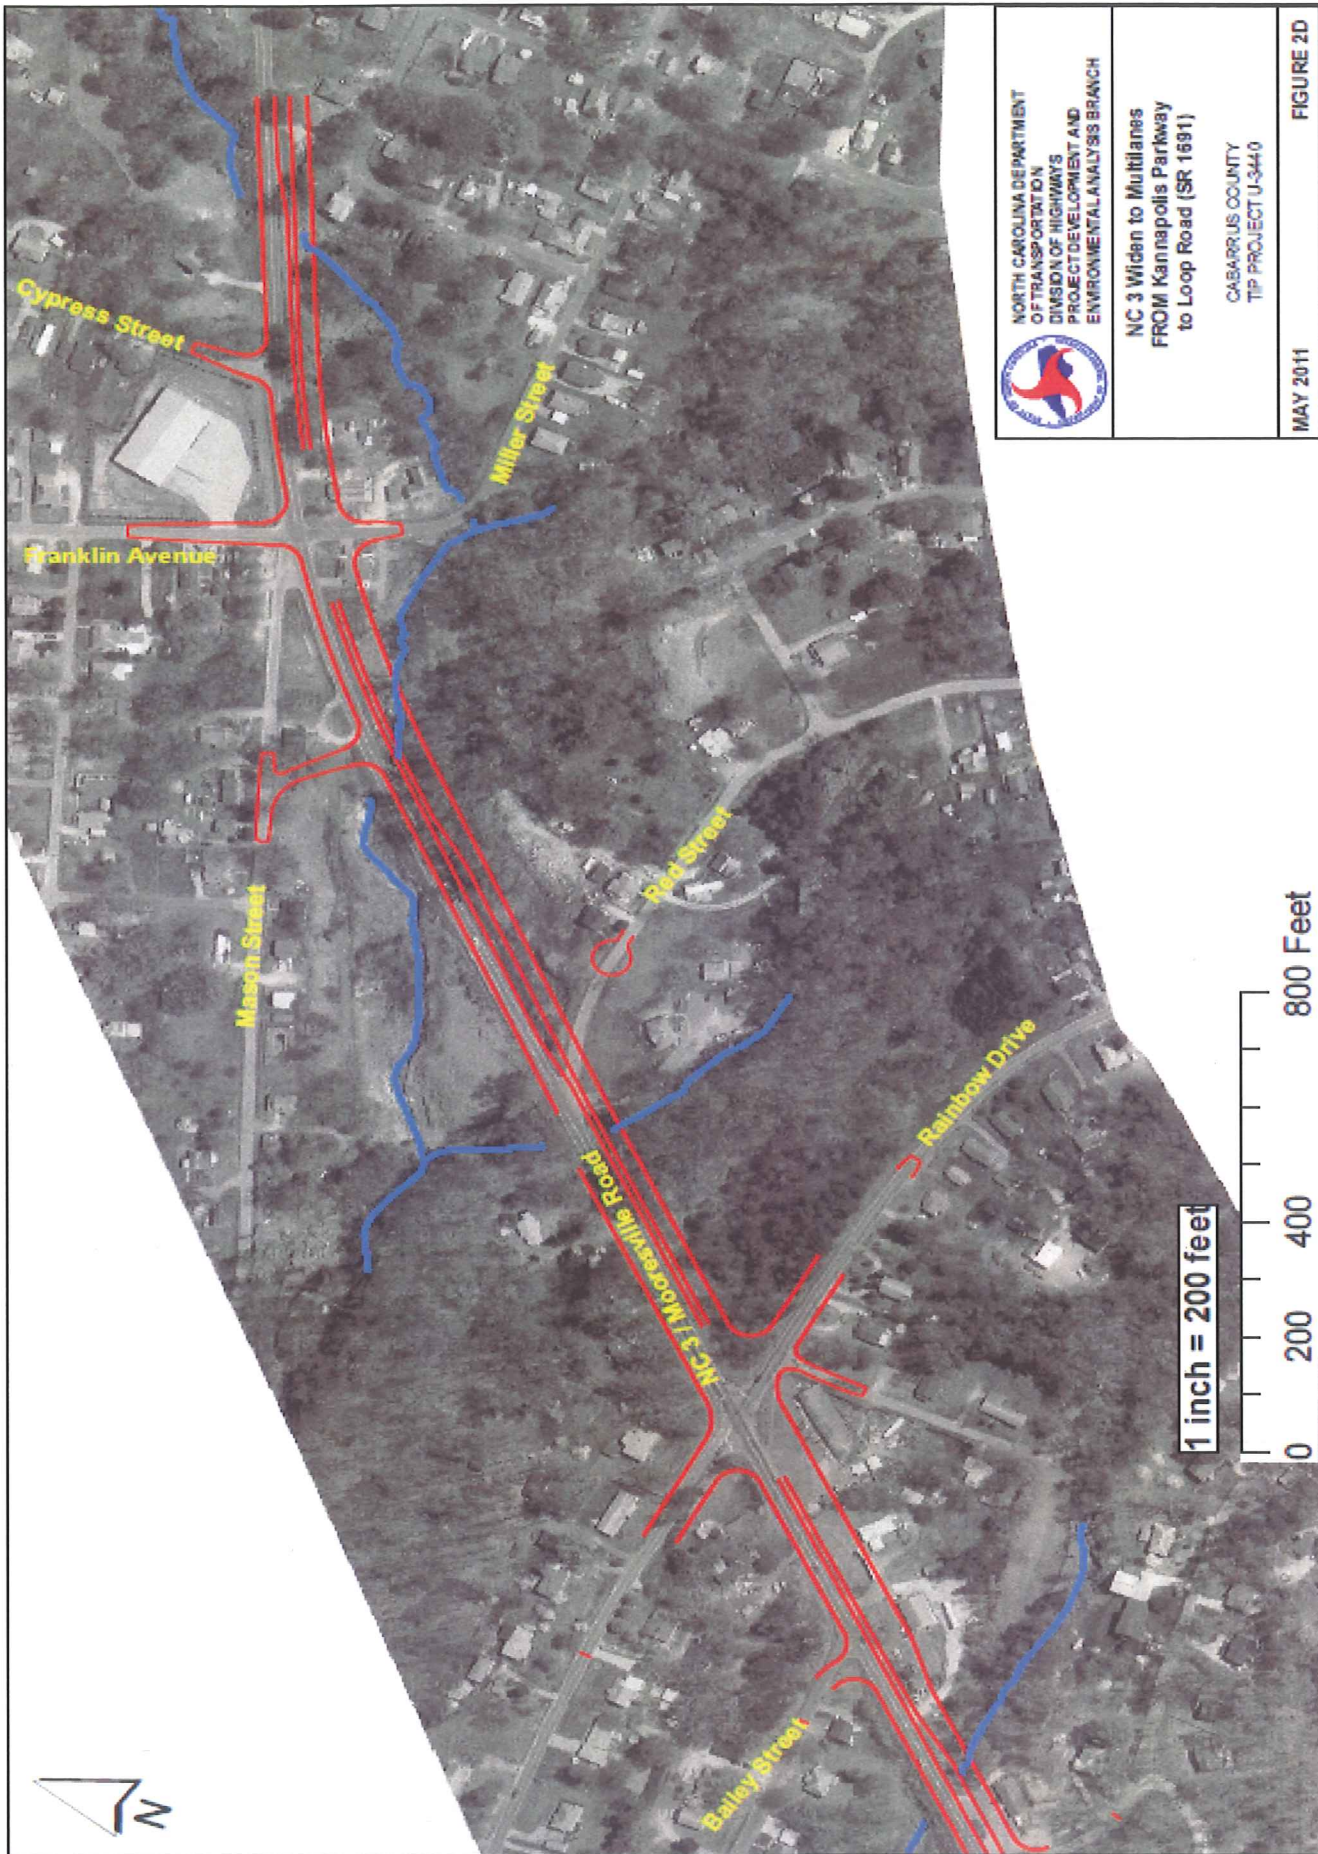 Cypress Street
Franklin Avenue
Miller Street
Mason Street
Red Street
NC 3 / Mooresville Road
Rainbow Drive
Bailey Street
N
1 inch = 200 feet
0 200 400 800 Feet
NORTH CAROLINA DEPARTMENT
OF TRANSPORTATION
DIVISION OF HIGHWAYS
PROJECT DEVELOPMENT AND
ENVIRONMENTAL ANALYSIS BRANCH
NC 3 Widen to Multilanes
FROM Kannapolis Parkway
to Loop Road (SR 1691)
CABARRUS COUNTY
TIP PROJECT U-3440
MAY 2011 FIGURE 2D